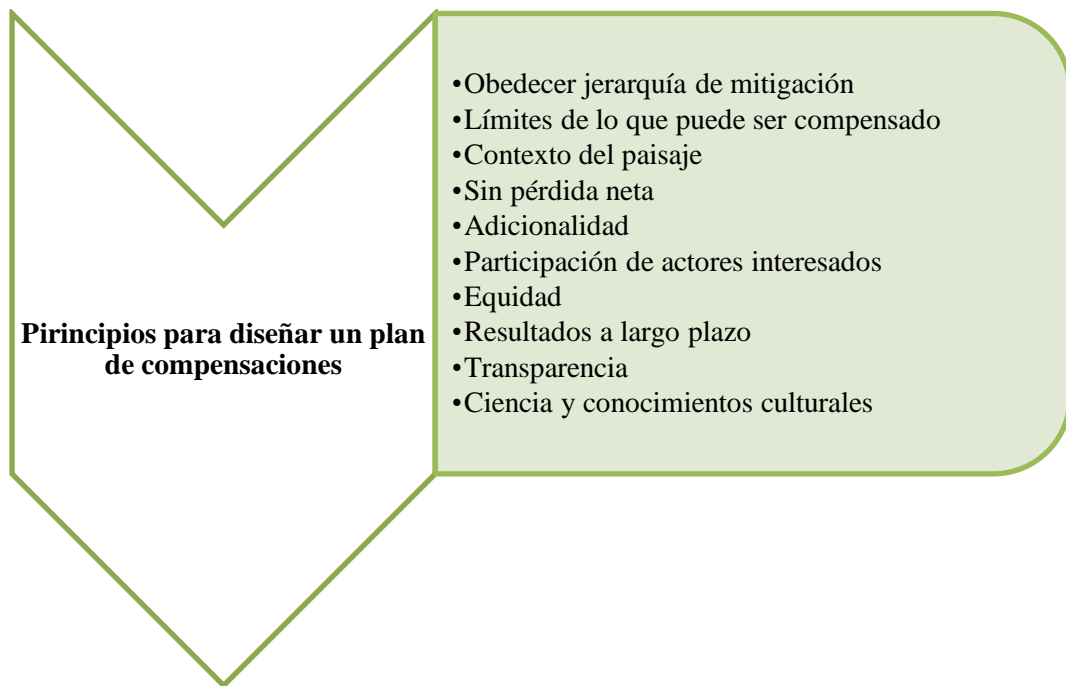 Pirincipios para diseñar un plan
de compensaciones
•Obedecer jerarquía de mitigación
•Límites de lo que puede ser compensado
•Contexto del paisaje
•Sin pérdida neta
•Adicionalidad
•Participación de actores interesados
•Equidad
•Resultados a largo plazo
•Transparencia
•Ciencia y conocimientos culturales